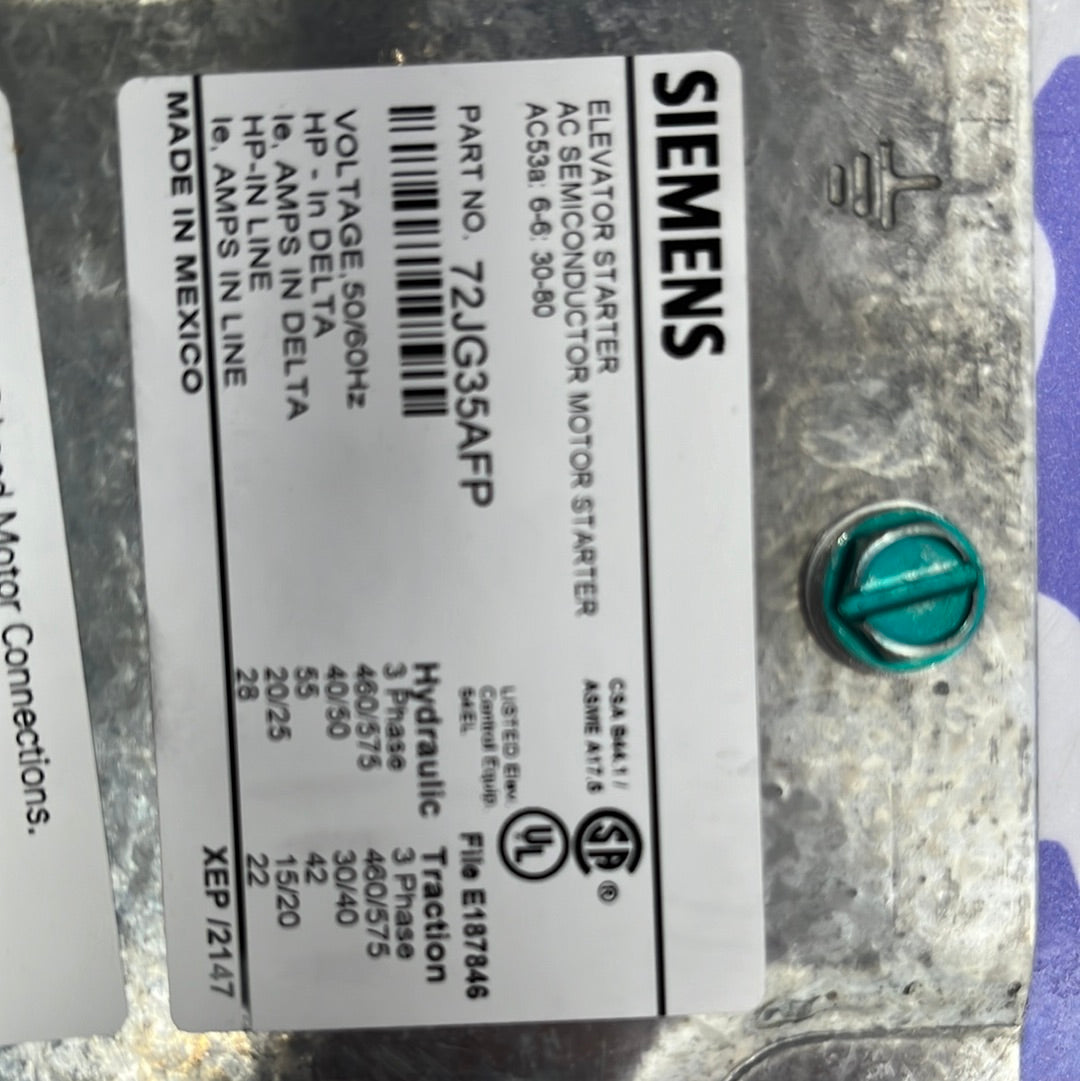 SIEMENS
ELEVATOR STARTER
AC SEMICONDUCTOR MOTOR STARTER
AC53a: 6-6: 30-80
CSA B44.1 /
ASME A17.5
SA ®
LISTED Elev.
Control Equip.
UL
PART NO. 72JG35AFP
File E187846
Hydraulic Traction
3 Phase 3 Phase
VOLTAGE, 50/60Hz 460/575 460/575
HP - In DELTA 40/50 30/40
Ie, AMPS IN DELTA 55 42
HP-IN LINE 20/25 15/20
Ie, AMPS IN LINE 28 22
MADE IN MEXICO XEP /2147
Motor Connections.